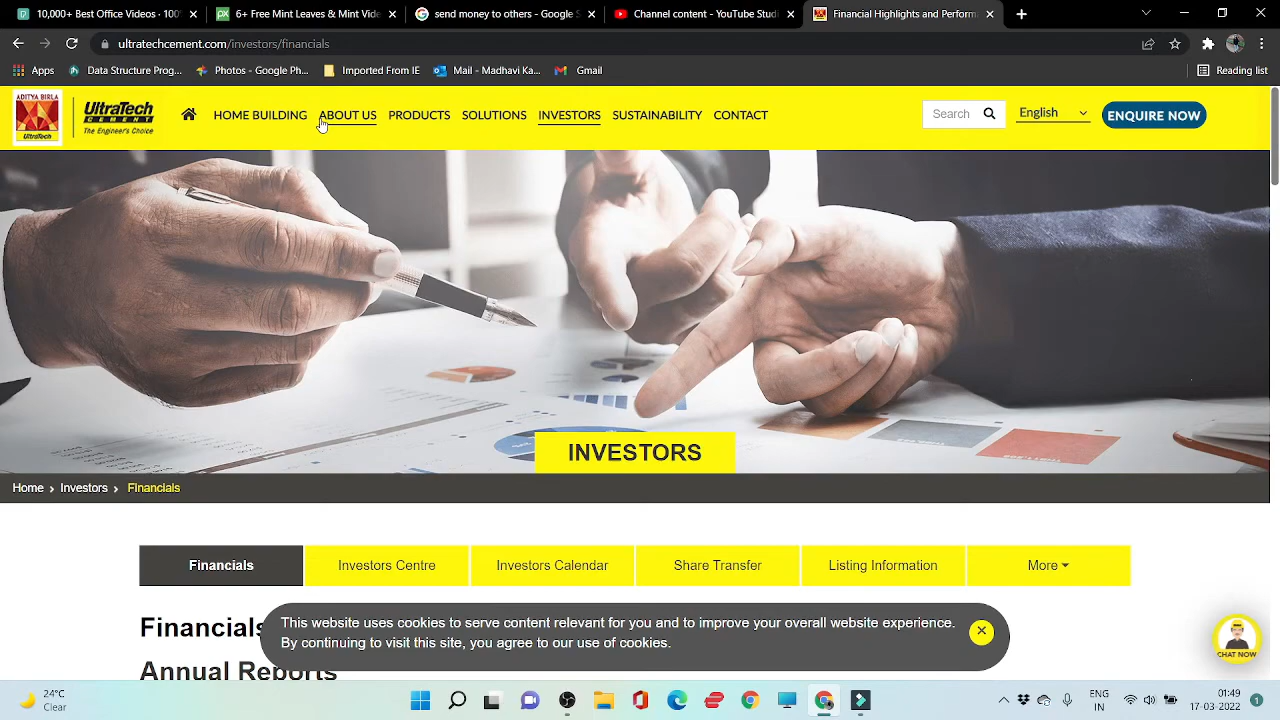 10,000+ Best Office Videos · 100%
6+ Free Mint Leaves & Mint Vide
send money to others - Google S
Channel content - YouTube Studi
Financial Highlights and Perform
ultratechcement.com/investors/financials
Apps
Data Structure Prog...
Photos - Google Ph...
Imported From IE
Mail - Madhavi Ka...
Gmail
Reading list
ADITYA BIRLA
UltraTech
UltraTech
CEMENT
The Engineer's Choice
HOME BUILDING
ABOUT US
PRODUCTS
SOLUTIONS
INVESTORS
SUSTAINABILITY
CONTACT
Search
English
ENQUIRE NOW
INVESTORS
Home > Investors > Financials
Financials
Investors Centre
Investors Calendar
Share Transfer
Listing Information
More
Financials
This website uses cookies to serve content relevant for you and to improve your overall website experience.
By continuing to visit this site, you agree to our use of cookies.
Annual Reports
CHAT NOW
24°C
Clear
ENG
IN
01:49
17-03-2022
1